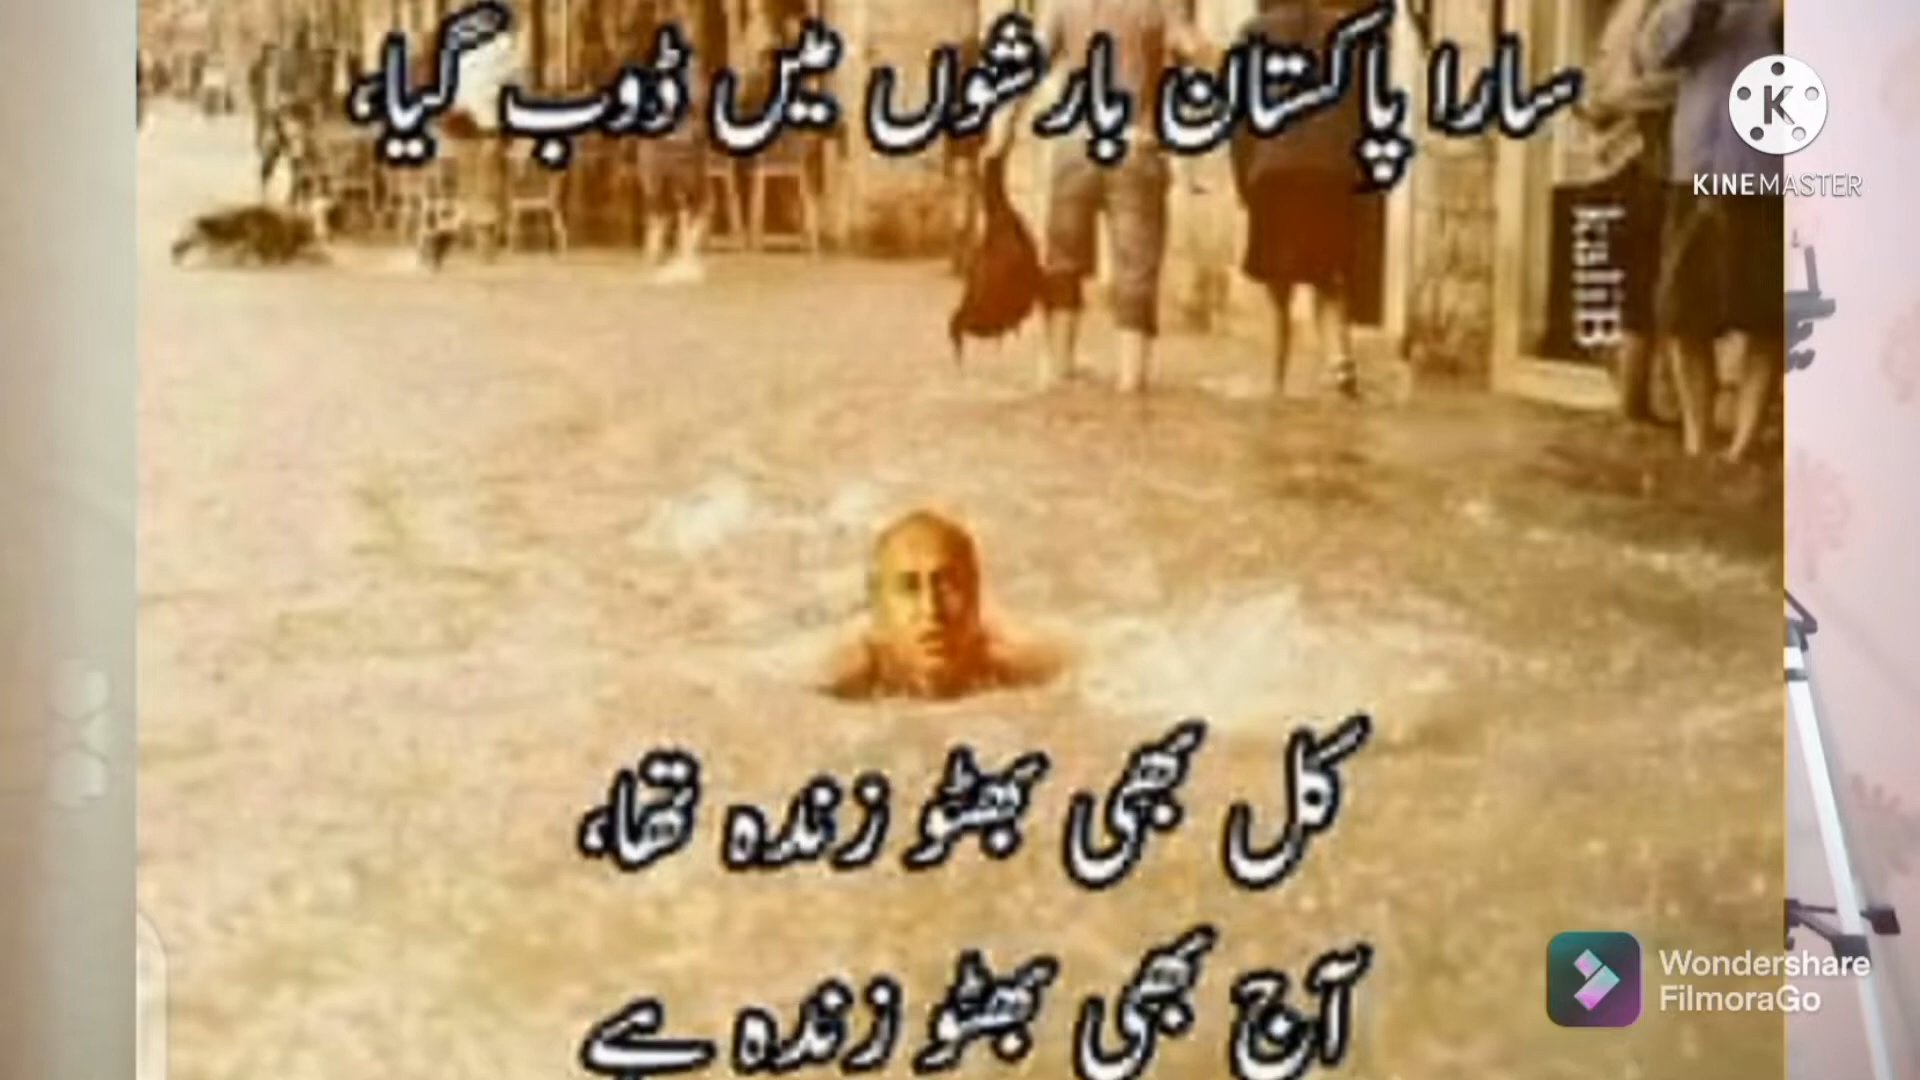 سارا پاکستان بارشوں میں ڈوب گیا،
KINEMASTER
kasliB
کل بھی بھٹو زندہ تھا،
آج بھی بھٹو زندہ ہے
Wondershare
FilmoraGo